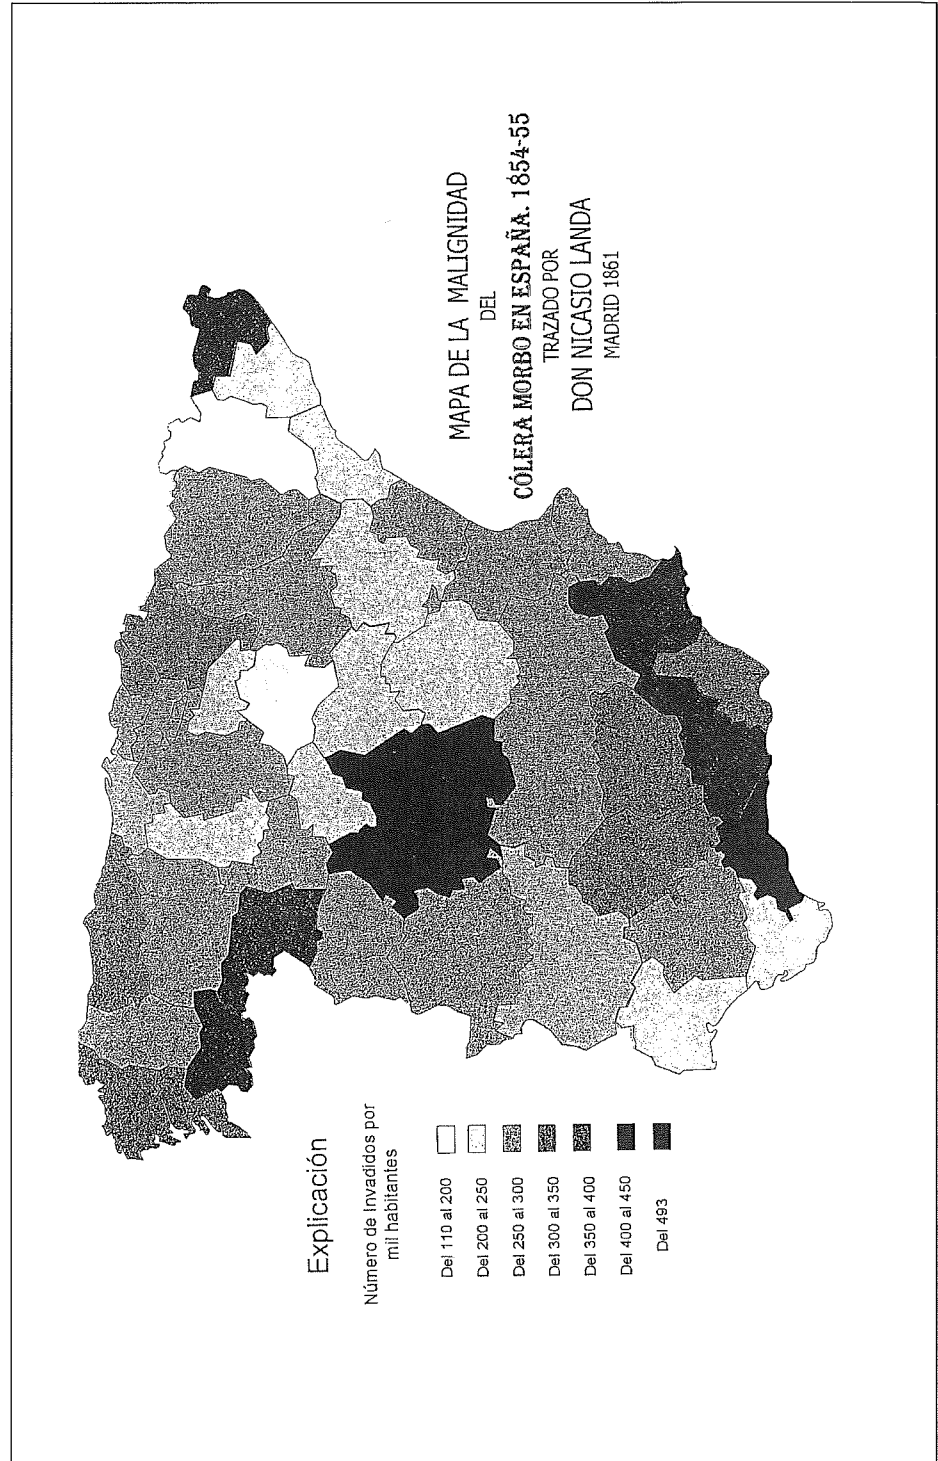 MAPA DE LA MALIGNIDAD
DEL
CÓLERA MORBO EN ESPAÑA. 1854-55
TRAZADO POR
DON NICASIO LANDA
MADRID 1861
Explicación
Número de Invadidos por
mil habitantes
Del 110 al 200
Del 200 al 250
Del 250 al 300
Del 300 al 350
Del 350 al 400
Del 400 al 450
Del 493